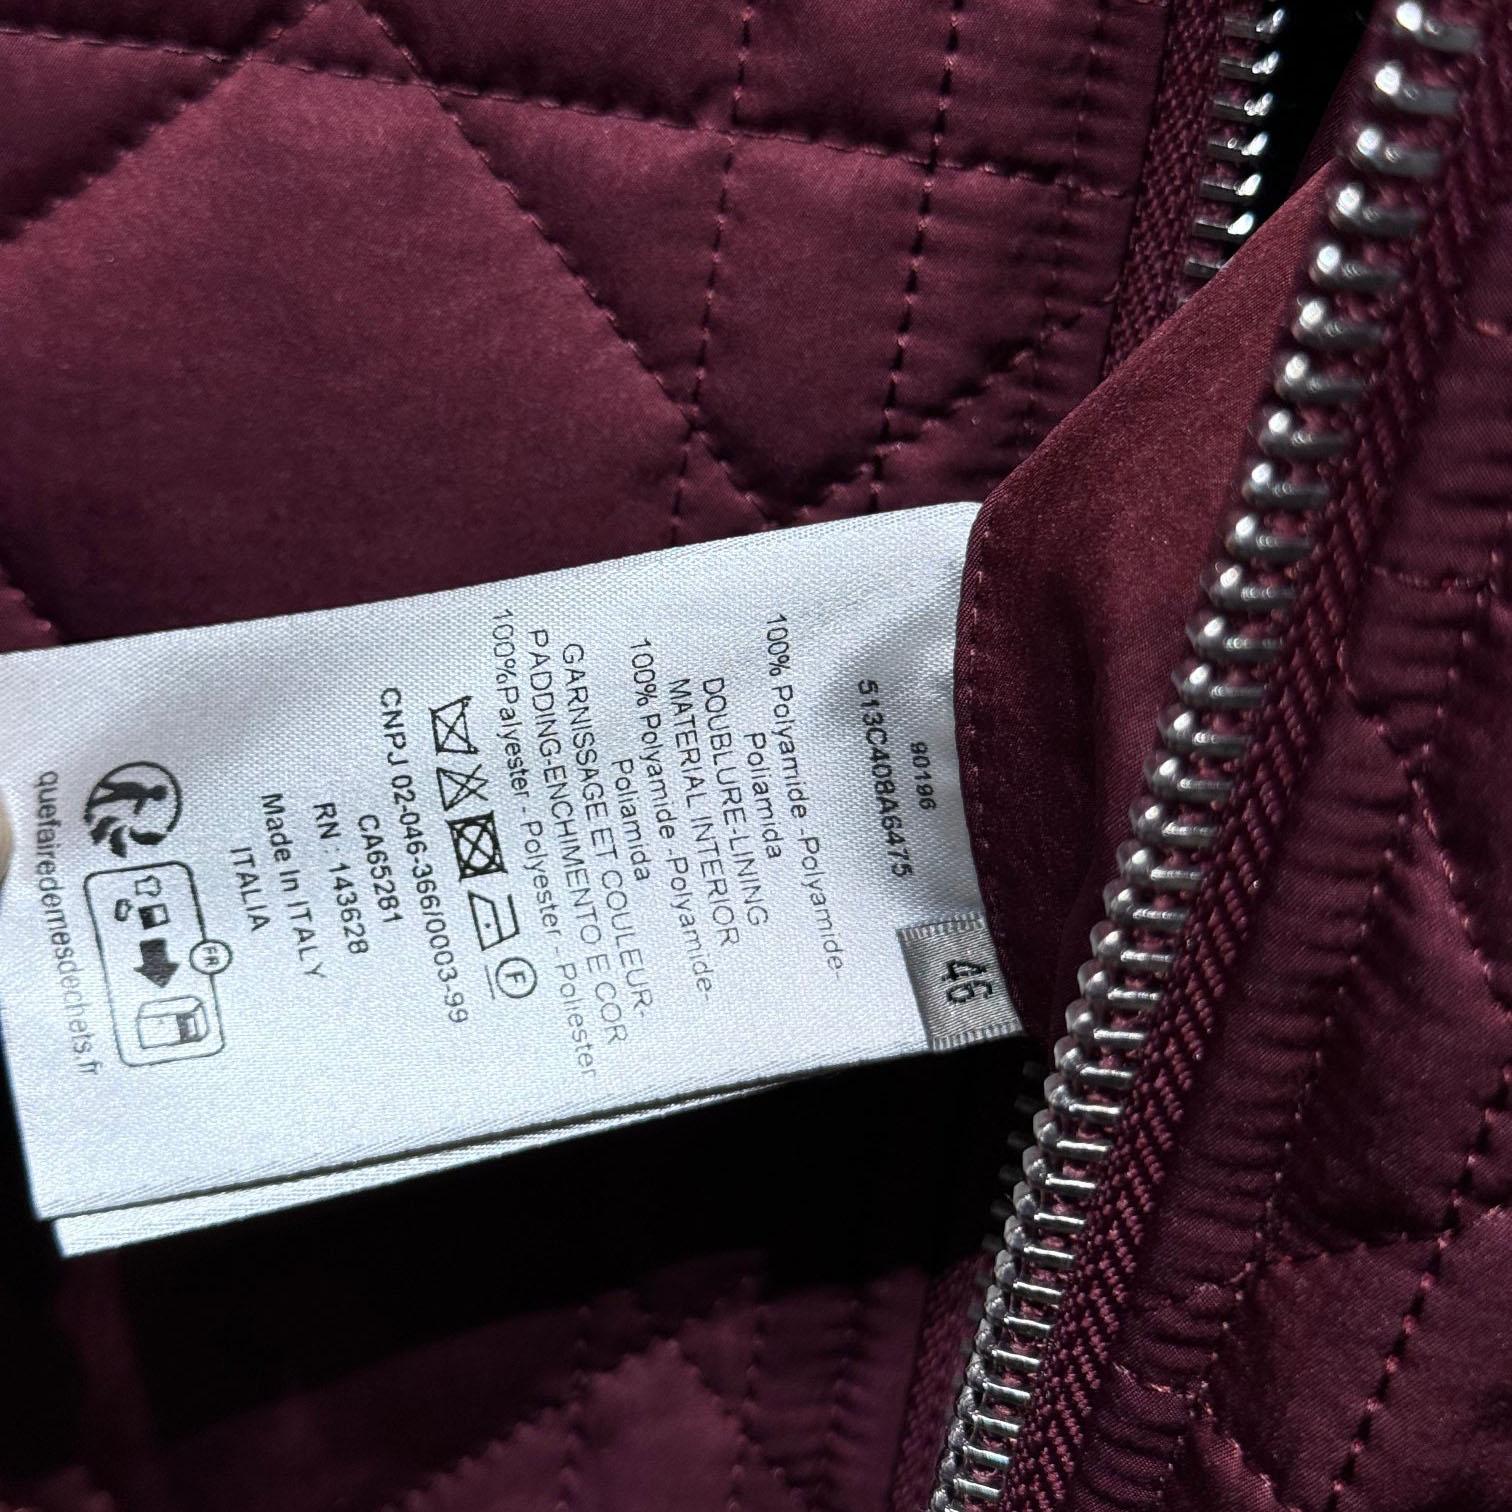 90196
513C408A6475
100% Polyamide -Polyamide-
Poliamida
DOUBLURE-LINING
MATERIAL INTERIOR
100% Polyamide -Polyamide-
Poliamida
GARNISSAGE ET COULEUR-
PADDING-ENCHIMENTO E COR
100%Palyester - Polyester - Poliester
F
CNPJ 02-046-366/0003-99
CA65281
RN : 143628
Made In ITALY
ITALIA
FR
quefairedemesdechets.fr
46